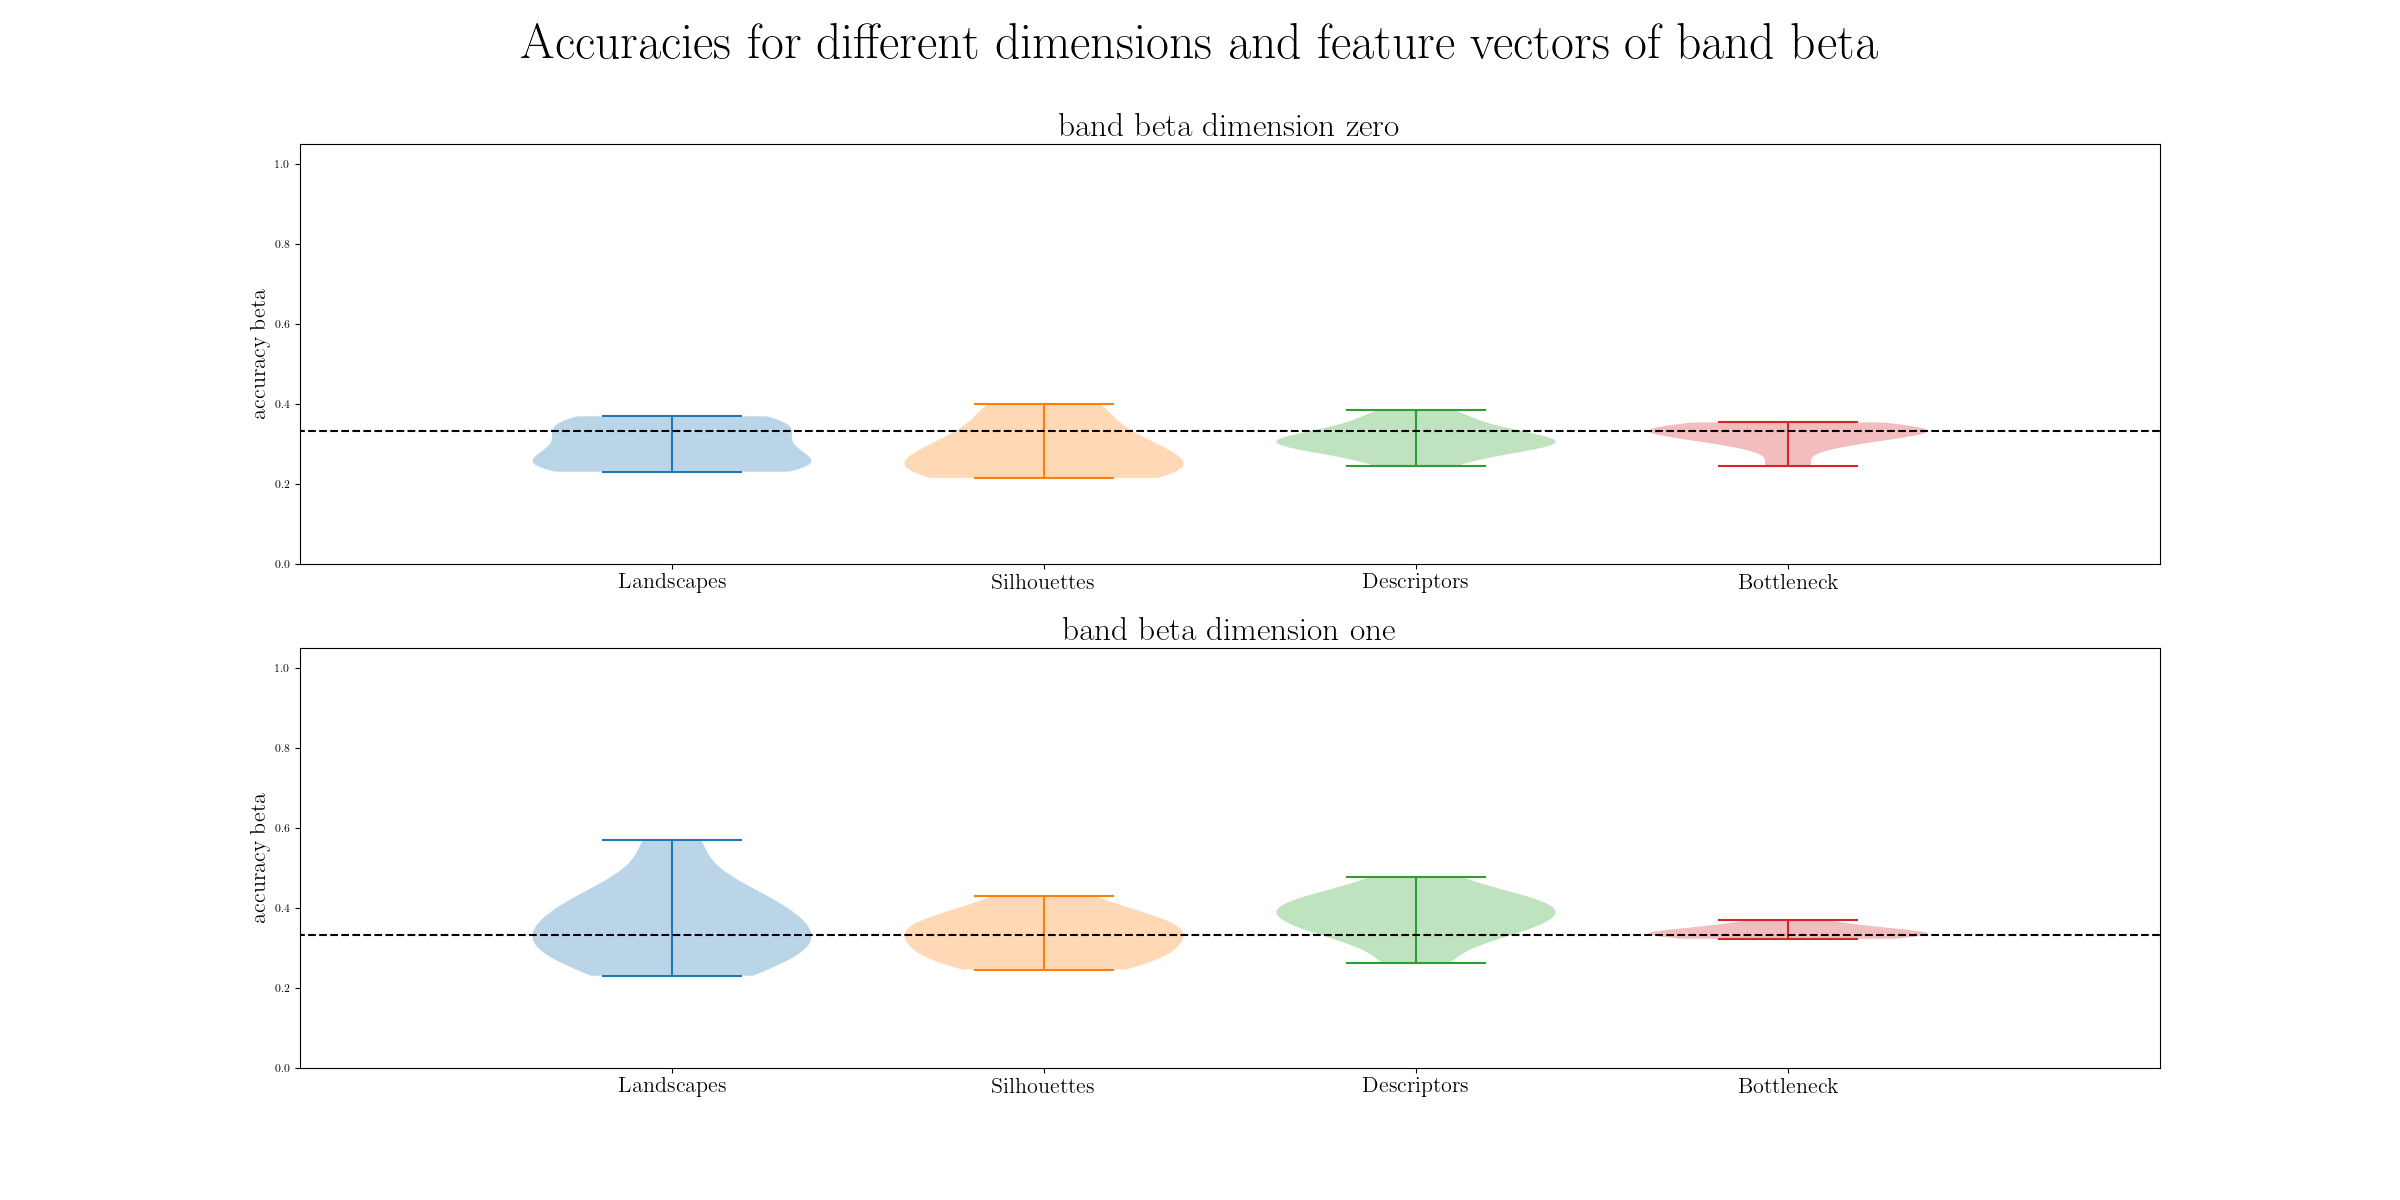 Accuracies for different dimensions and feature vectors of band beta
band beta dimension zero
1.0
0.8
0.6
0.4
0.2
0.0
accuracy beta
Landscapes Silhouettes Descriptors Bottleneck
band beta dimension one
1.0
0.8
0.6
0.4
0.2
0.0
accuracy beta
Landscapes Silhouettes Descriptors Bottleneck